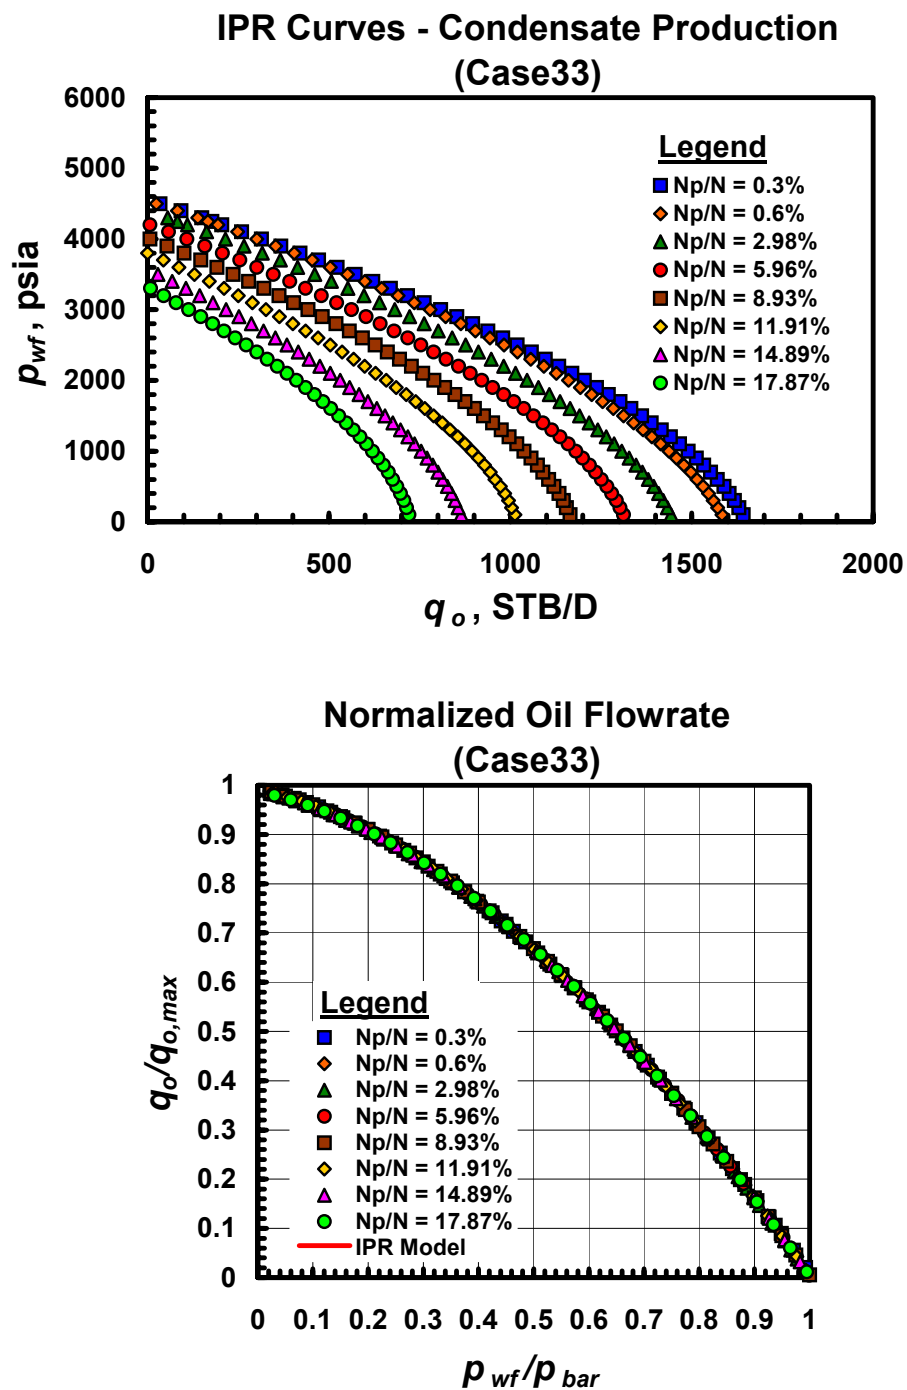 IPR Curves - Condensate Production
(Case33)
6000
5000
4000
3000
2000
1000
0
p wf , psia
Legend
Np/N = 0.3%
Np/N = 0.6%
Np/N = 2.98%
Np/N = 5.96%
Np/N = 8.93%
Np/N = 11.91%
Np/N = 14.89%
Np/N = 17.87%
0 500 1000 1500 2000
q o , STB/D
Normalized Oil Flowrate
(Case33)
1
0.9
0.8
0.7
0.6
0.5
0.4
0.3
0.2
0.1
0
q o /q o,max
Legend
Np/N = 0.3%
Np/N = 0.6%
Np/N = 2.98%
Np/N = 5.96%
Np/N = 8.93%
Np/N = 11.91%
Np/N = 14.89%
Np/N = 17.87%
IPR Model
0 0.1 0.2 0.3 0.4 0.5 0.6 0.7 0.8 0.9 1
p wf /p bar